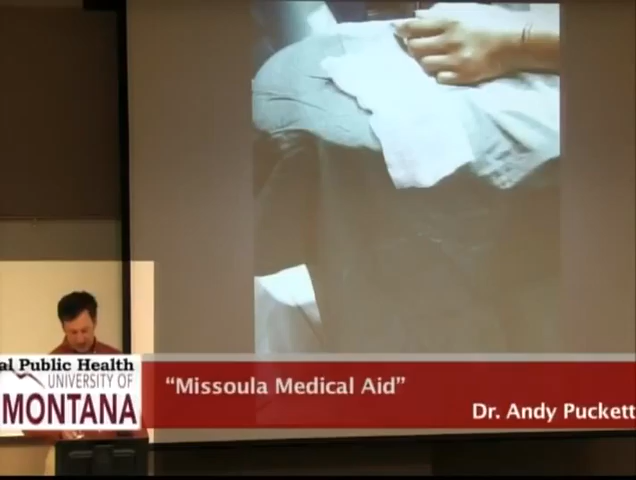 al Public Health
UNIVERSITY OF
MONTANA
“Missoula Medical Aid”
Dr. Andy Puckett